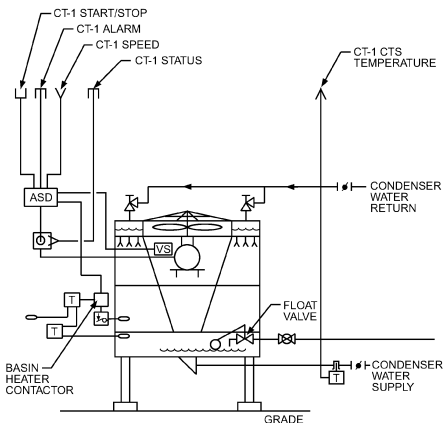 CT-1 START/STOP
CT-1 ALARM
CT-1 SPEED
CT-1 STATUS
CT-1 CTS
TEMPERATURE
ASD
CONDENSER
WATER
RETURN
VS
T
T
FLOAT
VALVE
BASIN
HEATER
CONTACTOR
T
CONDENSER
WATER
SUPPLY
GRADE